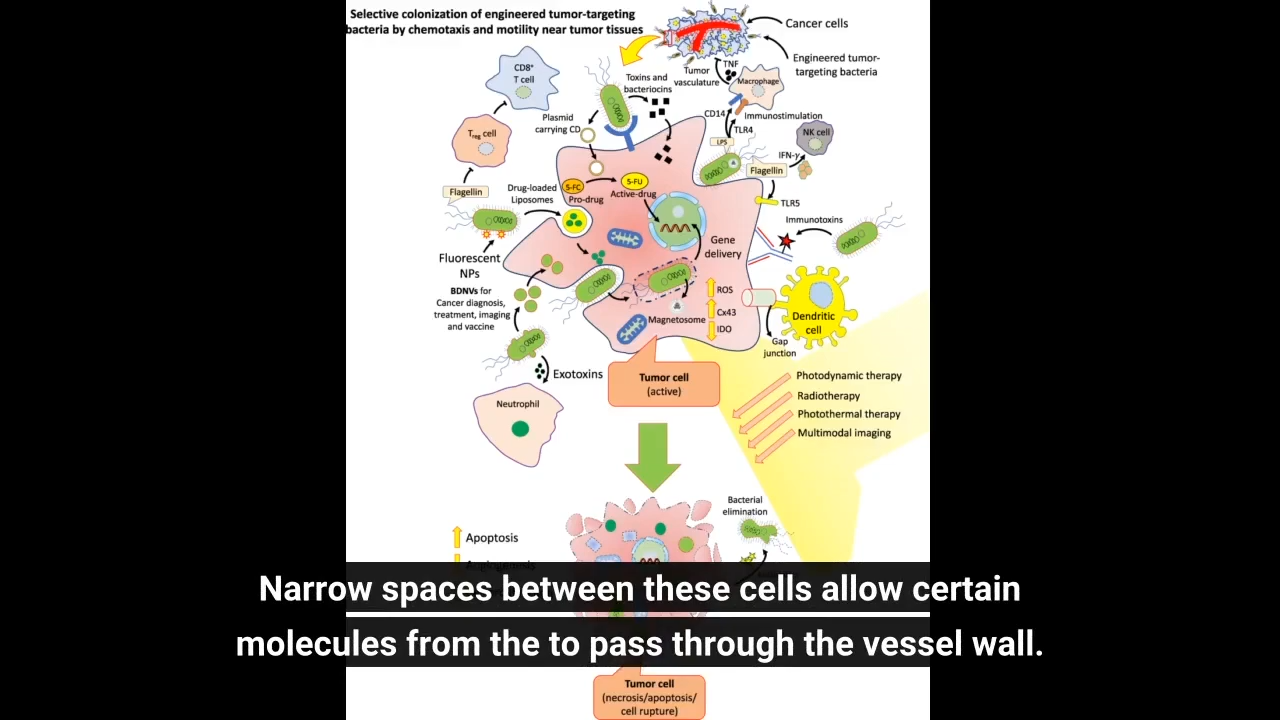 Selective colonization of engineered tumor-targeting
bacteria by chemotaxis and motility near tumor tissues
Cancer cells
Engineered tumor-
targeting bacteria
TNF
Tumor
vasculature
Macrophage
CD8+
T cell
Toxins and
bacteriocins
Plasmid
carrying CD
CD14
Immunostimulation
TLR4
NK cell
Treg cell
LPS
IFN-γ
Flagellin
Flagellin
Drug-loaded
Liposomes
5-FC
Pro-drug
5-FU
Active-drug
TLR5
Immunotoxins
Gene
delivery
Fluorescent
NPs
BDNVs for
Cancer diagnosis,
treatment, imaging
and vaccine
ROS
Cx43
IDO
Magnetosome
Dendritic
cell
Gap
junction
Exotoxins
Tumor cell
(active)
Neutrophil
Photodynamic therapy
Radiotherapy
Photothermal therapy
Multimodal imaging
Bacterial
elimination
Apoptosis
Angiogenesis
Narrow spaces between these cells allow certain
molecules from the to pass through the vessel wall.
Tumor cell
(necrosis/apoptosis/
cell rupture)